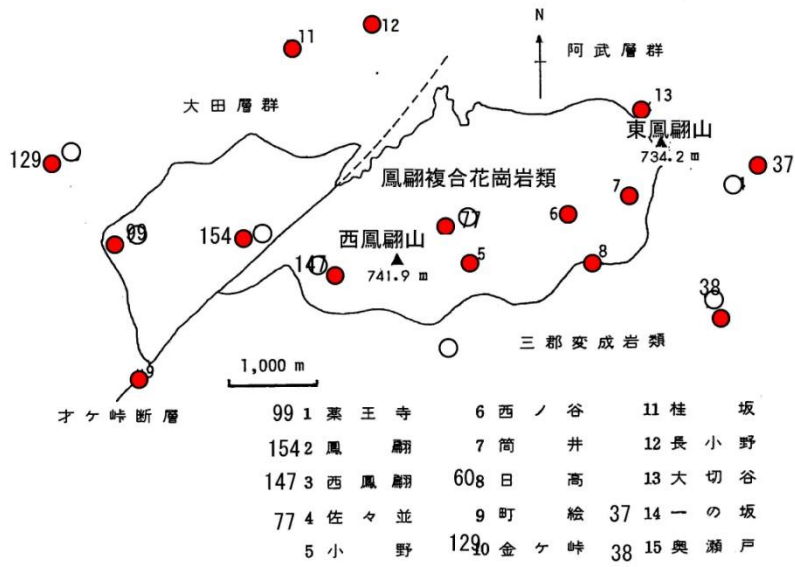 12
11
N
阿武層群
大田層群
13
東鳳翩山
734.2 m
129
37
鳳翩複合花崗岩類
7
6
99
154
77
西鳳翩山
147
741.9 m
5
8
38
三郡変成岩類
1,000 m
9
才ケ峠断層
99 1 薬王寺 6 西ノ谷 11 桂坂
154 2 鳳翩 7 筒井 12 長小野
147 3 西鳳翩 60 8 日高 13 大切谷
77 4 佐々並 9 町絵 37 14 一の坂
5 小野 129 10 金ケ峠 38 15 奥瀬戸